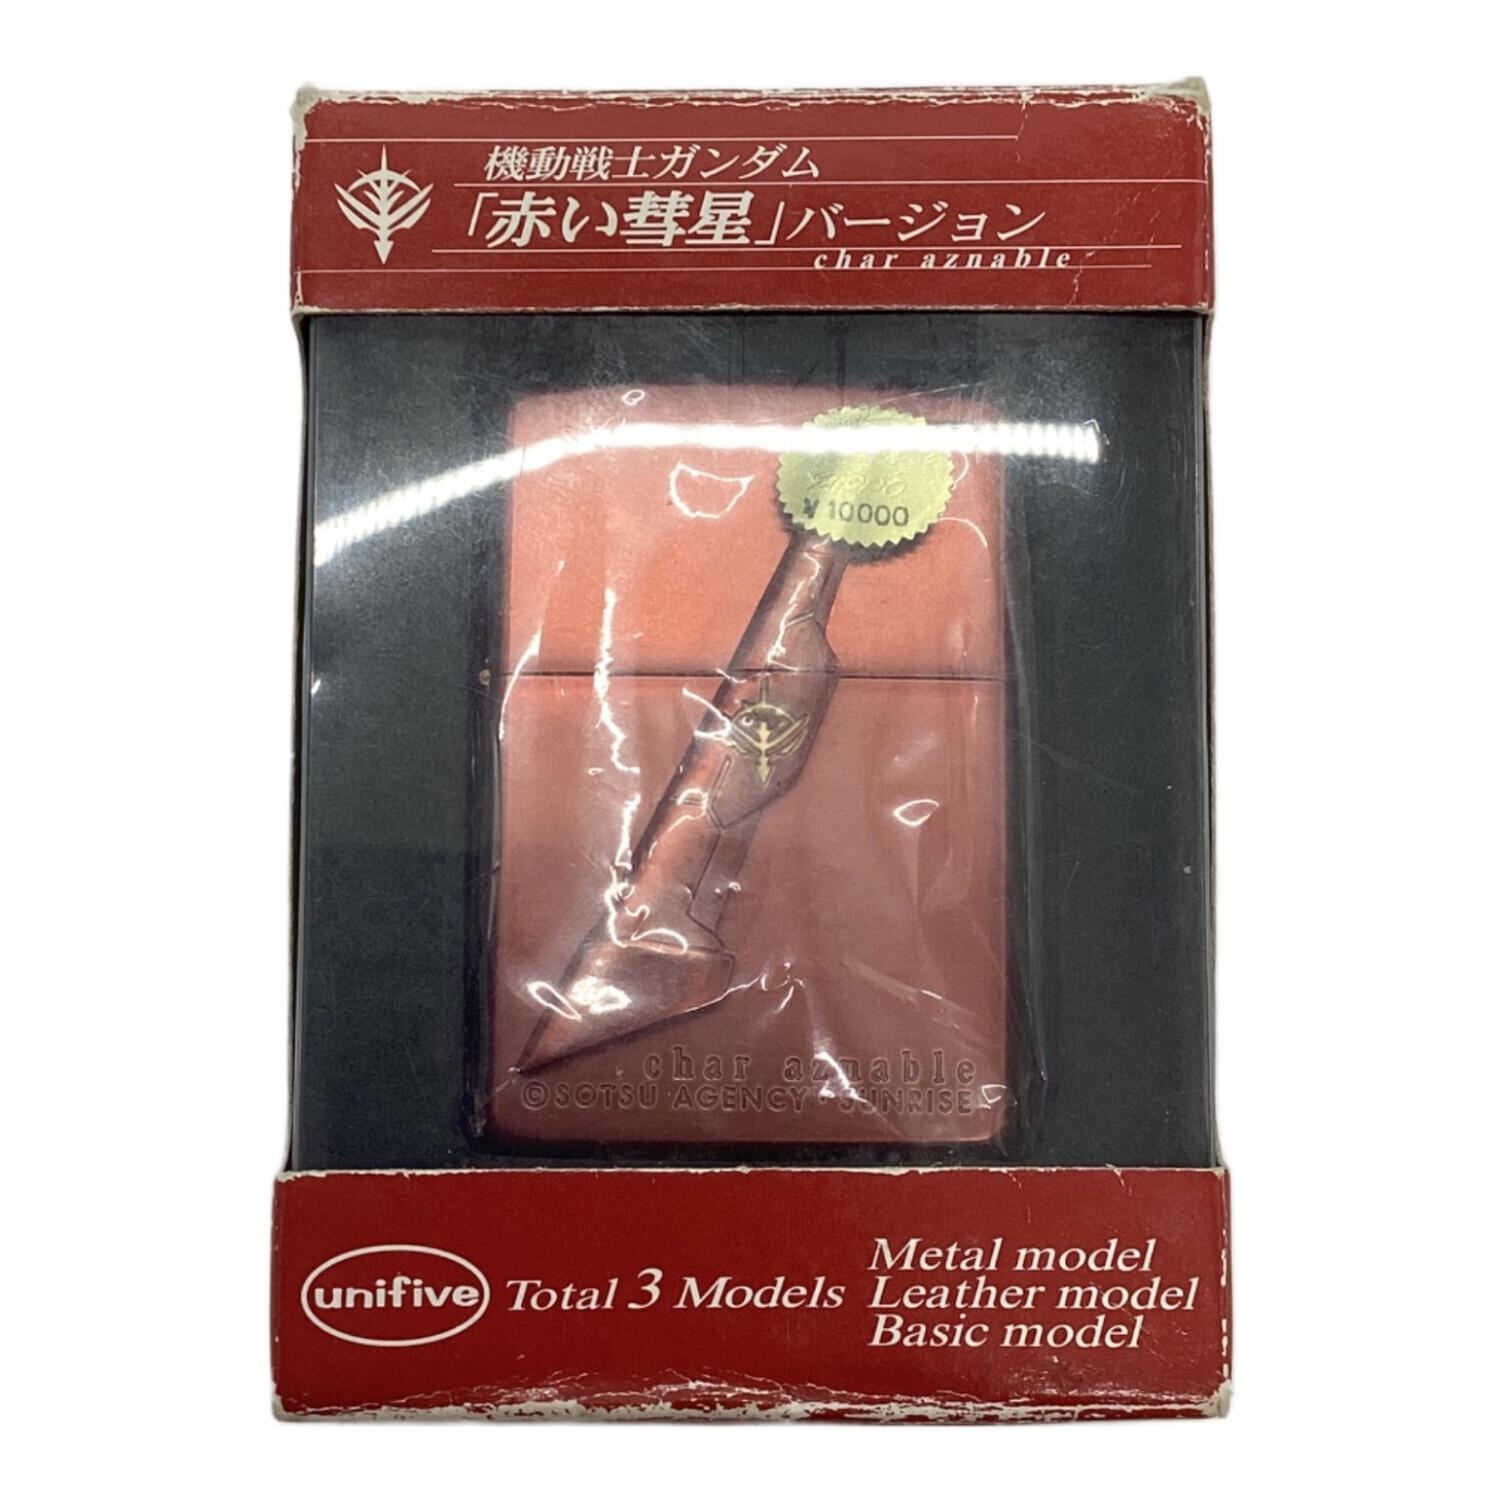 機動戦士ガンダム
「赤い彗星」バージョン
char aznable
Zippo
¥10000
char aznable
©SOTSU AGENCY・SUNRISE
unifive
Total 3 Models
Metal model
Leather model
Basic model